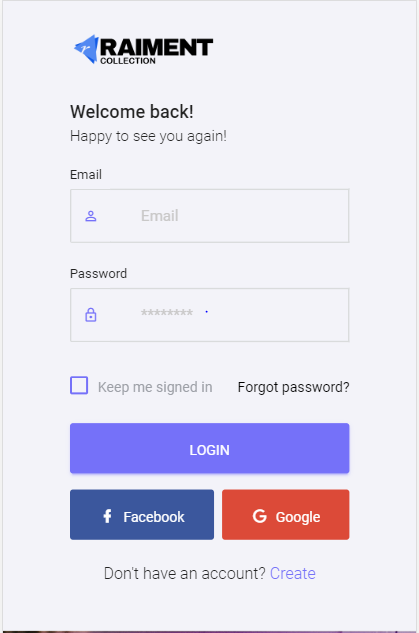 RAIMENT
COLLECTION
Welcome back!
Happy to see you again!
Email
Email
Password
********
Keep me signed in Forgot password?
LOGIN
Facebook Google
Don't have an account? Create